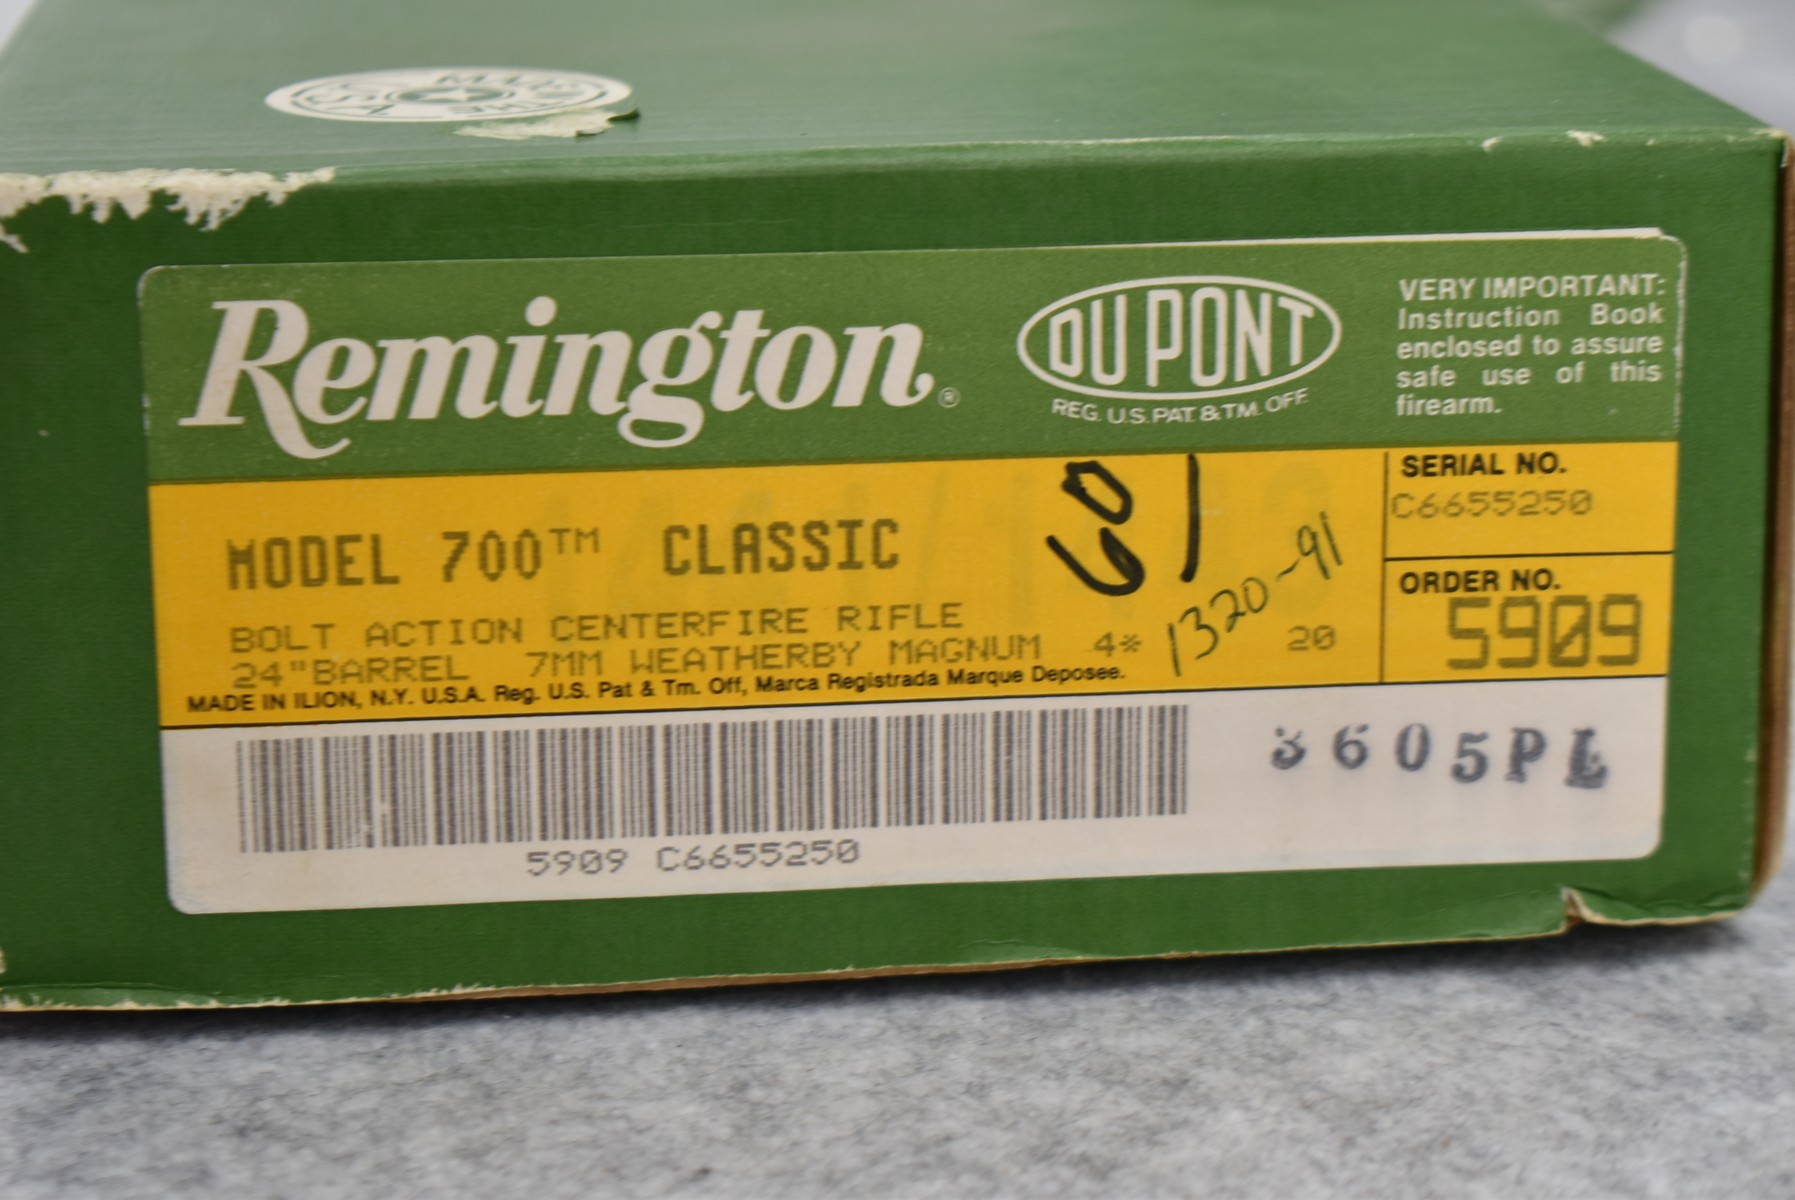 Remington®
DU PONT
REG. U.S. PAT. & TM. OFF.
VERY IMPORTANT:
Instruction Book
enclosed to assure
safe use of this
firearm.
MODEL 700™ CLASSIC
60 1
1320-91
BOLT ACTION CENTERFIRE RIFLE
24"BARREL 7MM WEATHERBY MAGNUM 4* 20
MADE IN ILION, N.Y. U.S.A. Reg. U.S. Pat & Tm. Off, Marca Registrada Marque Deposee.
SERIAL NO.
C6655250
ORDER NO.
5909
3605PL
5909 C6655250